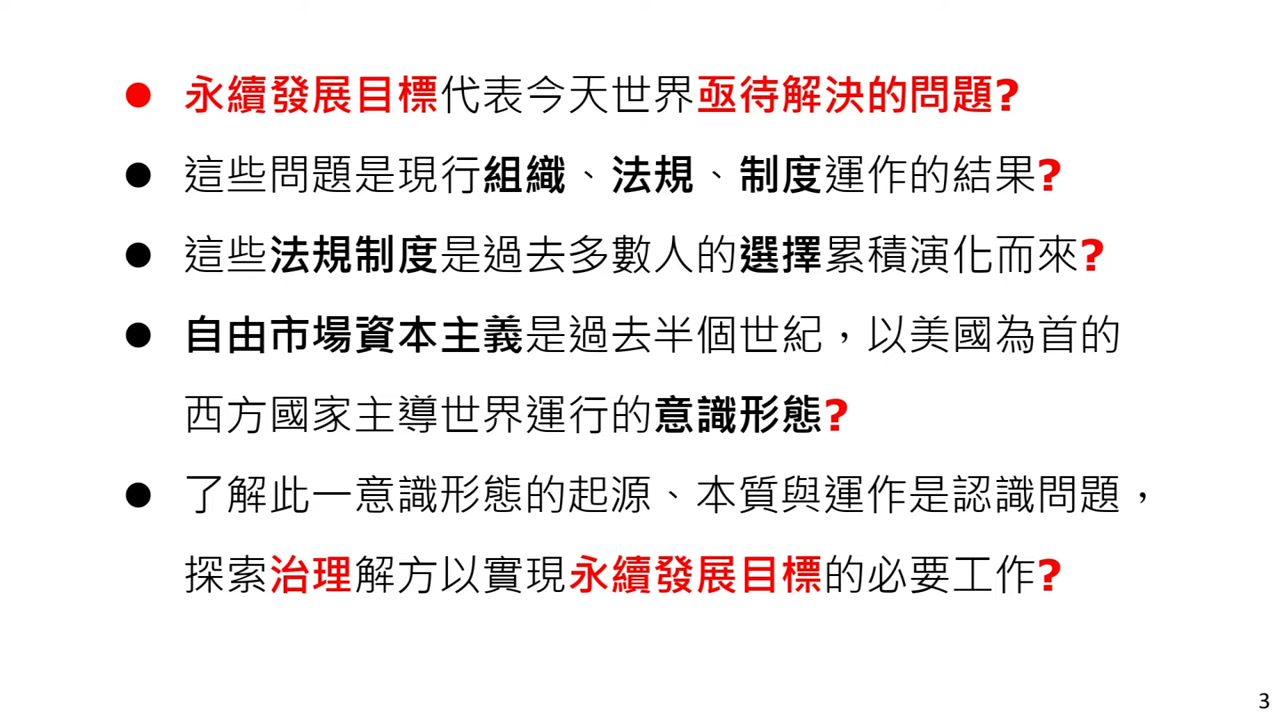 ● 永續發展目標代表今天世界亟待解決的問題?
● 這些問題是現行組織、法規、制度運作的結果?
● 這些法規制度是過去多數人的選擇累積演化而來?
● 自由市場資本主義是過去半個世紀，以美國為首的
西方國家主導世界運行的意識形態?
● 了解此一意識形態的起源、本質與運作是認識問題，
探索治理解方以實現永續發展目標的必要工作?
3